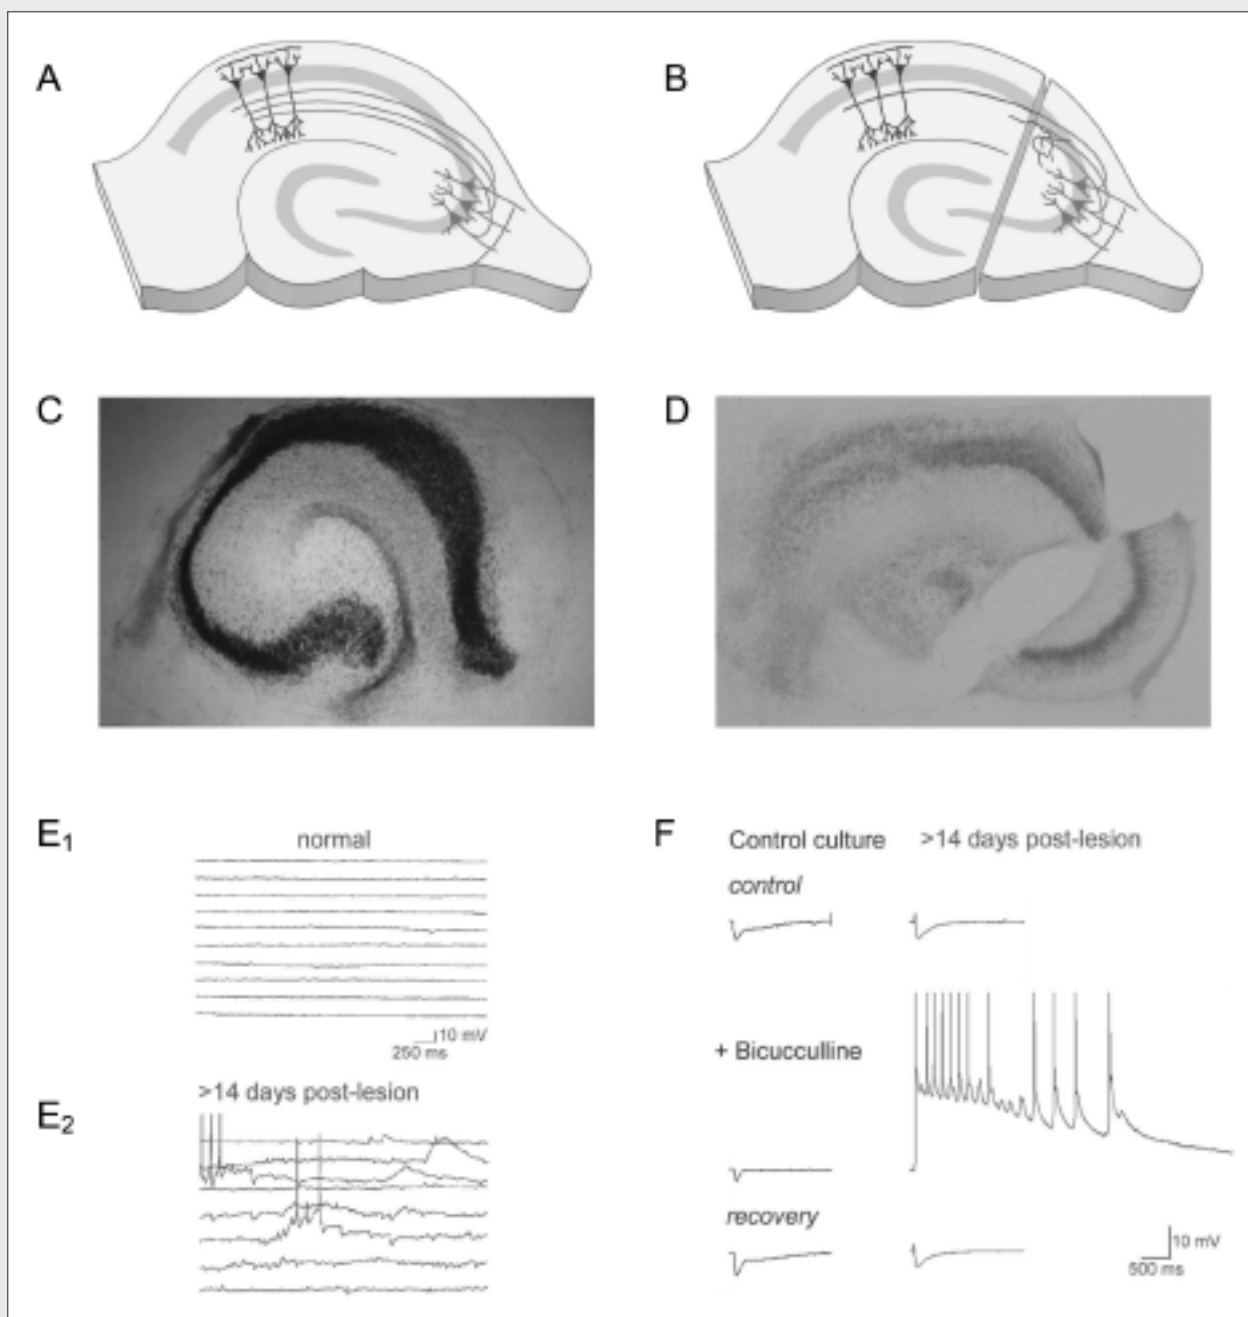 A
B
C
D
E1
normal
10 mV
250 ms
E2
>14 days post-lesion
F
Control culture >14 days post-lesion
control
+ Bicucculline
recovery
10 mV
500 ms